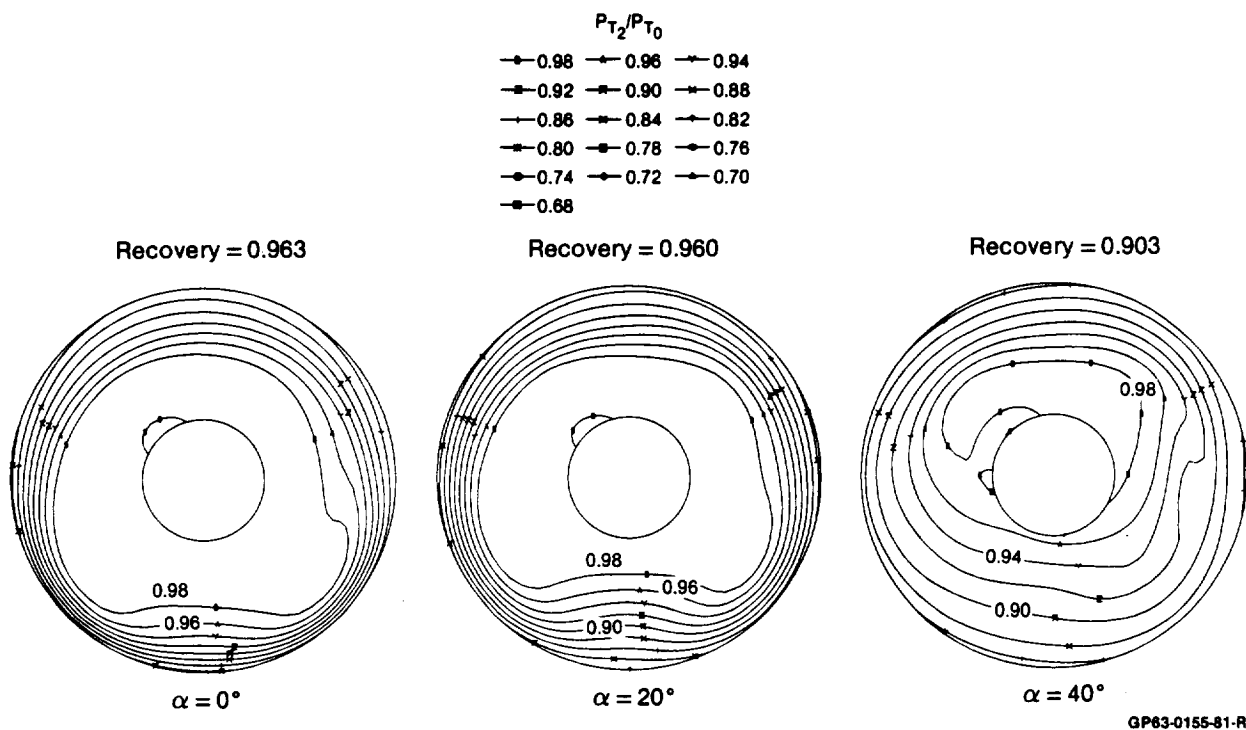 PT2/PT0
0.98 0.96 0.94
0.92 0.90 0.88
0.86 0.84 0.82
0.80 0.78 0.76
0.74 0.72 0.70
0.68
Recovery = 0.963
Recovery = 0.960
Recovery = 0.903
0.98
0.96
0.98
0.96
0.90
0.98
0.94
0.90
α = 0°
α = 20°
α = 40°
GP63-0155-81-R